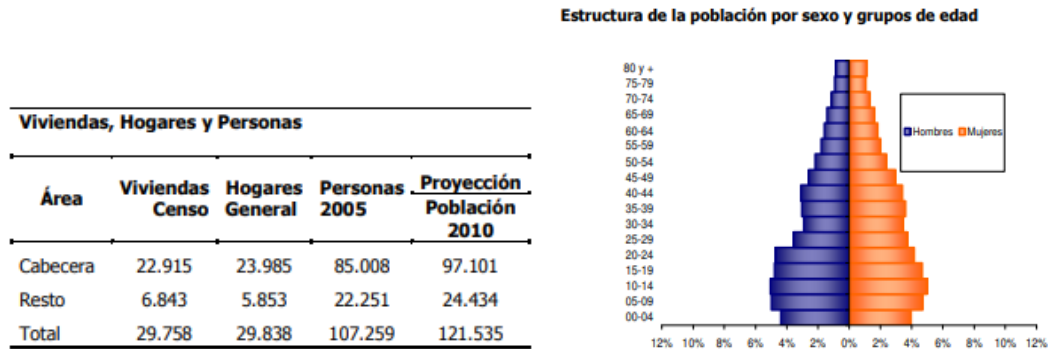 Estructura de la población por sexo y grupos de edad
Viviendas, Hogares y Personas
Área Viviendas Censo Hogares General Personas 2005 Proyección Población 2010
Cabecera 22.915 23.985 85.008 97.101
Resto 6.843 5.853 22.251 24.434
Total 29.758 29.838 107.259 121.535
80 y +
75-79
70-74
65-69
60-64
55-59
50-54
45-49
40-44
35-39
30-34
25-29
20-24
15-19
10-14
05-09
00-04
Hombres Mujeres
12% 10% 8% 6% 4% 2% 0% 2% 4% 6% 8% 10% 12%